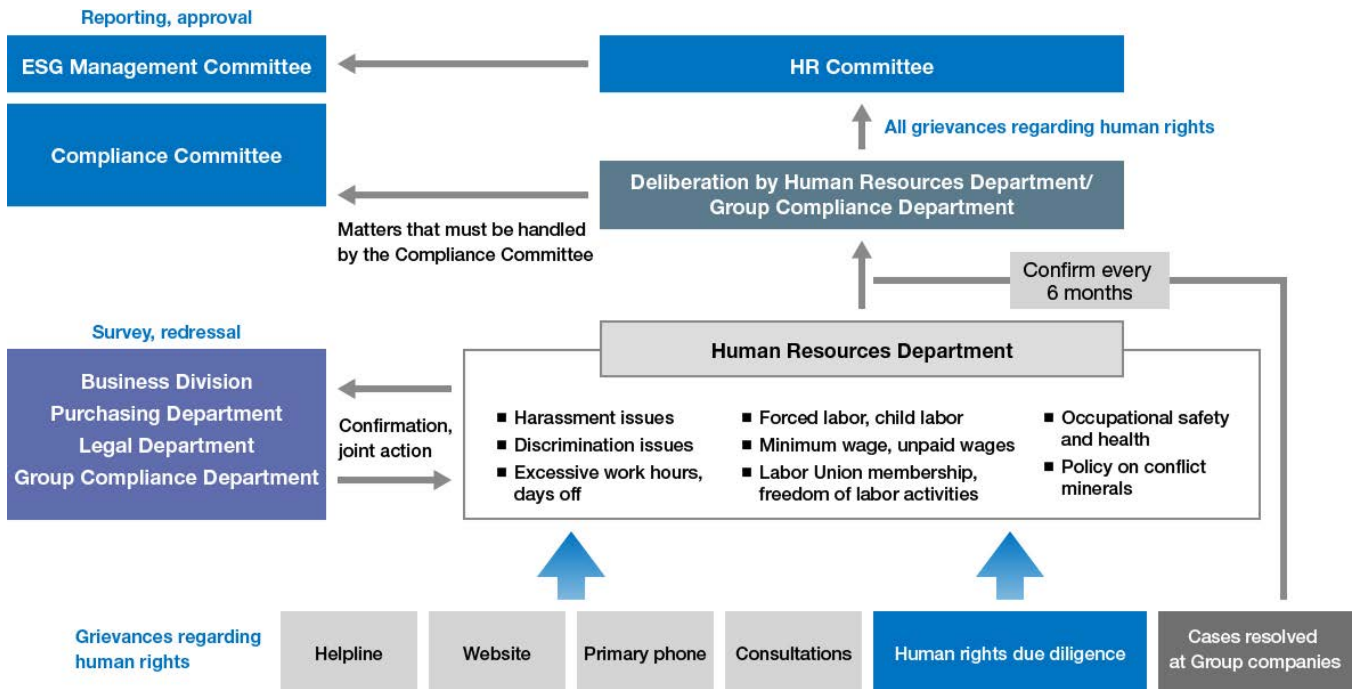 Reporting, approval
ESG Management Committee
HR Committee
All grievances regarding human rights
Compliance Committee
Deliberation by Human Resources Department/
Group Compliance Department
Matters that must be handled
by the Compliance Committee
Confirm every
6 months
Survey, redressal
Business Division
Purchasing Department
Legal Department
Group Compliance Department
Confirmation,
joint action
Human Resources Department
■ Harassment issues
■ Discrimination issues
■ Excessive work hours,
days off
■ Forced labor, child labor
■ Minimum wage, unpaid wages
■ Labor Union membership,
freedom of labor activities
■ Occupational safety
and health
■ Policy on conflict
minerals
Grievances regarding
human rights
Helpline
Website
Primary phone
Consultations
Human rights due diligence
Cases resolved
at Group companies